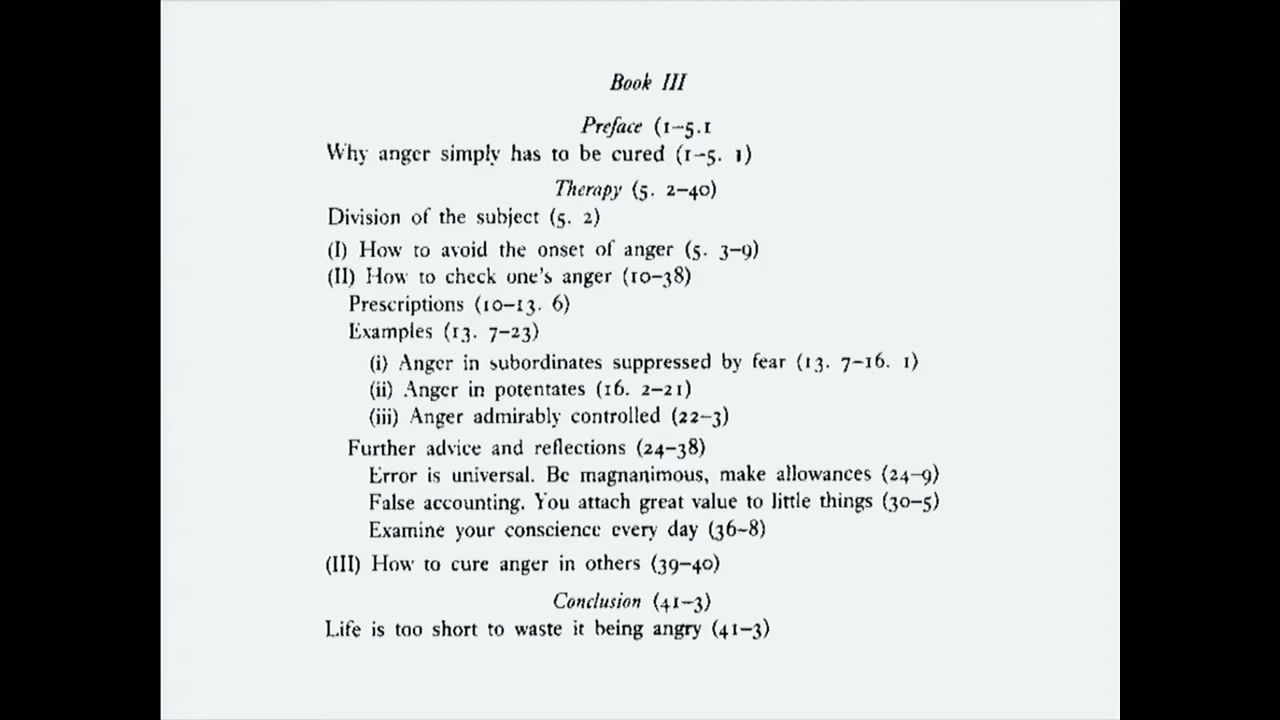 Book III
Preface (1–5.1
Why anger simply has to be cured (1–5. 1)
Therapy (5. 2–40)
Division of the subject (5. 2)
(I) How to avoid the onset of anger (5. 3–9)
(II) How to check one's anger (10–38)
Prescriptions (10–13. 6)
Examples (13. 7–23)
(i) Anger in subordinates suppressed by fear (13. 7–16. 1)
(ii) Anger in potentates (16. 2–21)
(iii) Anger admirably controlled (22–3)
Further advice and reflections (24–38)
Error is universal. Be magnanimous, make allowances (24–9)
False accounting. You attach great value to little things (30–5)
Examine your conscience every day (36–8)
(III) How to cure anger in others (39–40)
Conclusion (41–3)
Life is too short to waste it being angry (41–3)